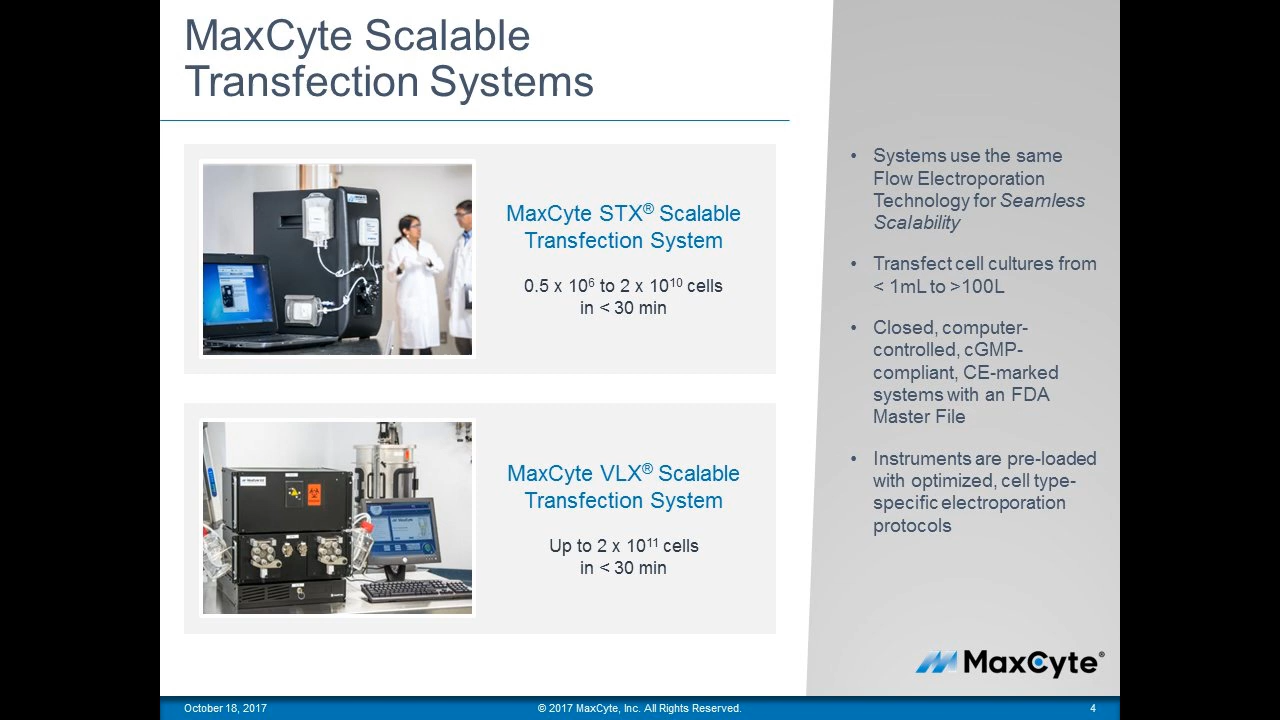 MaxCyte Scalable
Transfection Systems
MaxCyte STX® Scalable
Transfection System
0.5 x 10⁶ to 2 x 10¹⁰ cells
in < 30 min
MaxCyte VLX® Scalable
Transfection System
Up to 2 x 10¹¹ cells
in < 30 min
• Systems use the same
Flow Electroporation
Technology for Seamless
Scalability
• Transfect cell cultures from
< 1mL to >100L
• Closed, computer-
controlled, cGMP-
compliant, CE-marked
systems with an FDA
Master File
• Instruments are pre-loaded
with optimized, cell type-
specific electroporation
protocols
MaxCyte®
October 18, 2017
© 2017 MaxCyte, Inc. All Rights Reserved.
4